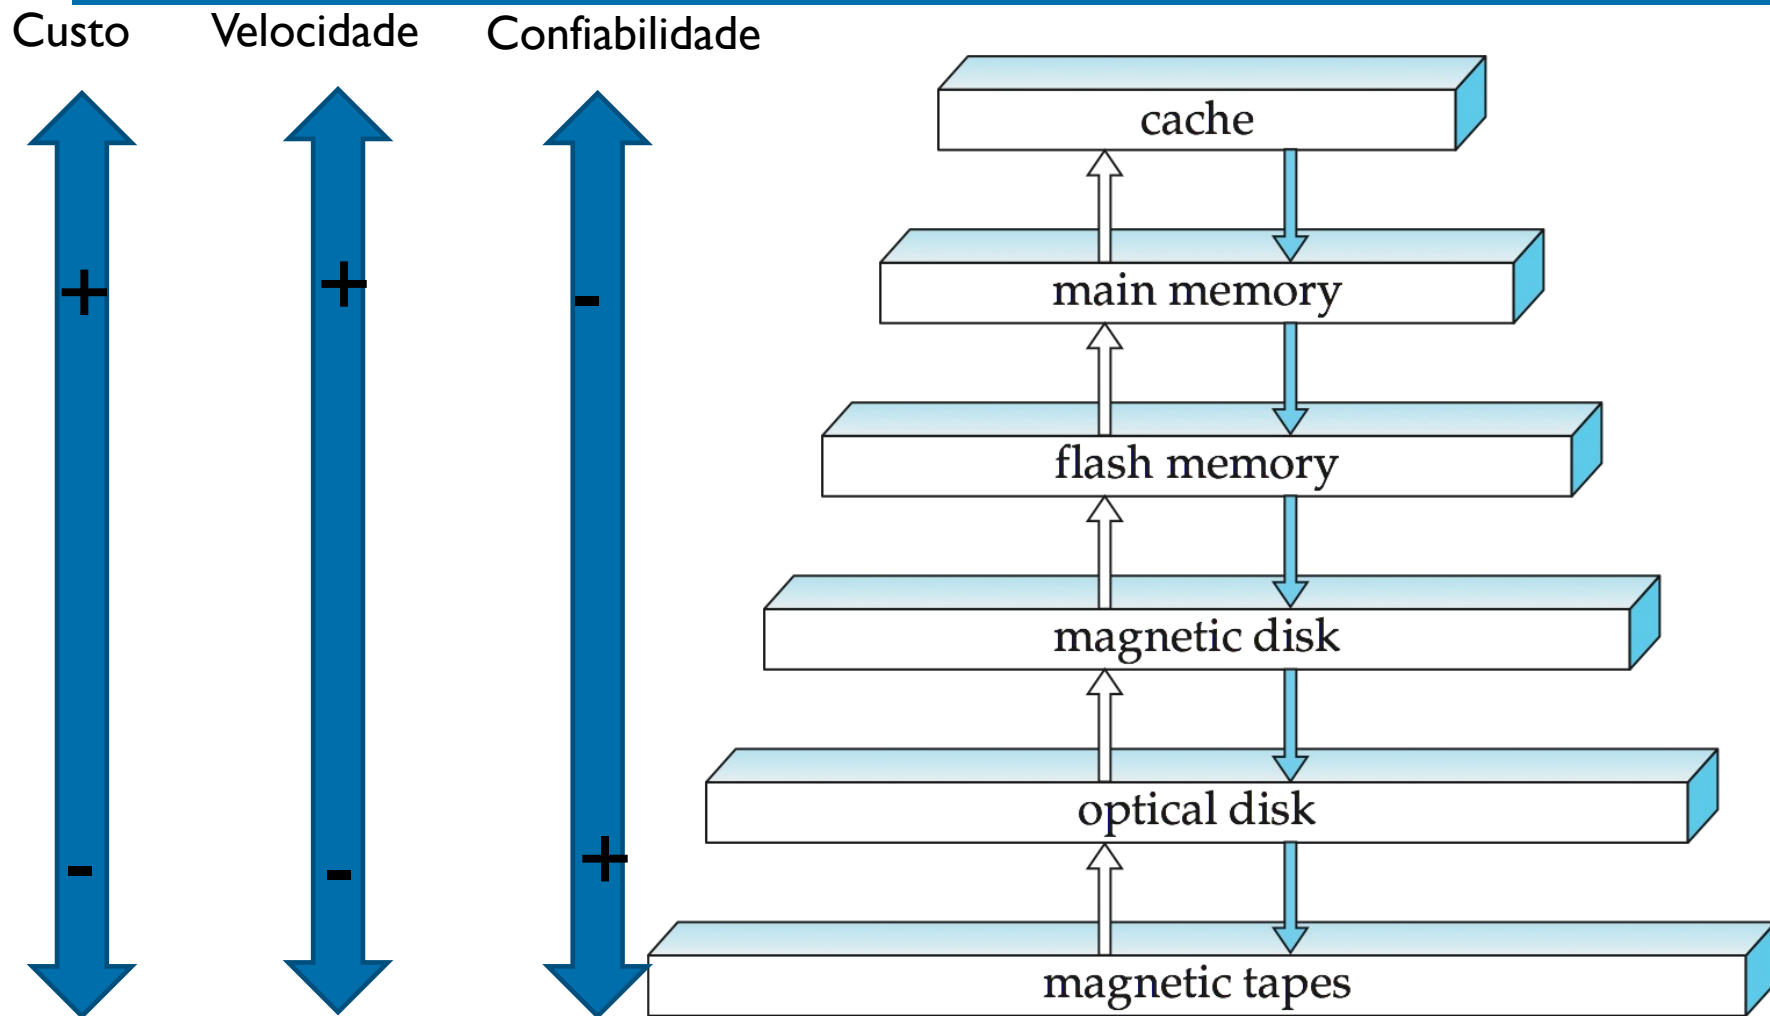 Custo Velocidade Confiabilidade
cache
+ + -
main memory
flash memory
magnetic disk
optical disk
- - +
magnetic tapes